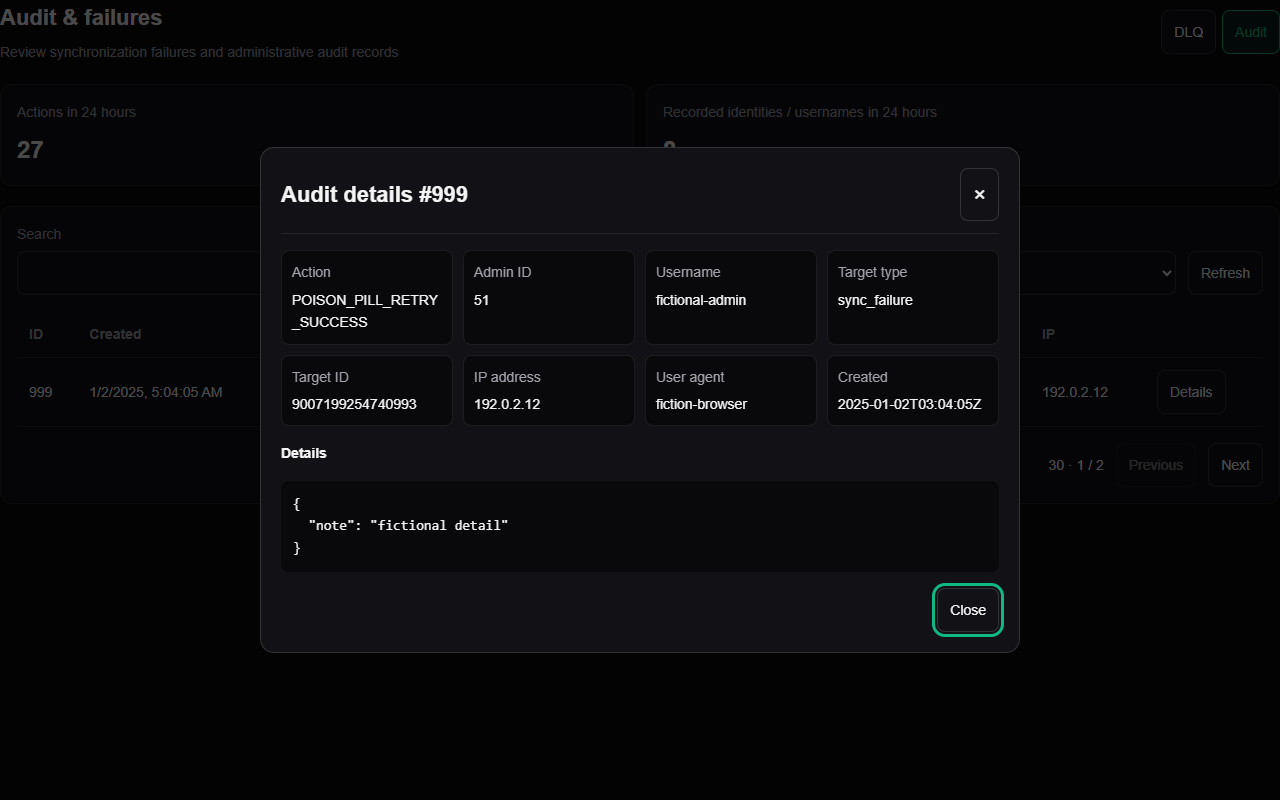 Audit & failures
Review synchronization failures and administrative audit records
DLQ
Audit
Actions in 24 hours
27
Recorded identities / usernames in 24 hours
Audit details #999
×
Action
POISON_PILL_RETRY
_SUCCESS
Admin ID
51
Username
fictional-admin
Target type
sync_failure
Target ID
9007199254740993
IP address
192.0.2.12
User agent
fiction-browser
Created
2025-01-02T03:04:05Z
Details
{
"note": "fictional detail"
}
Close
Search
Refresh
ID
Created
IP
999
1/2/2025, 5:04:05 AM
192.0.2.12
Details
30 · 1 / 2
Previous
Next